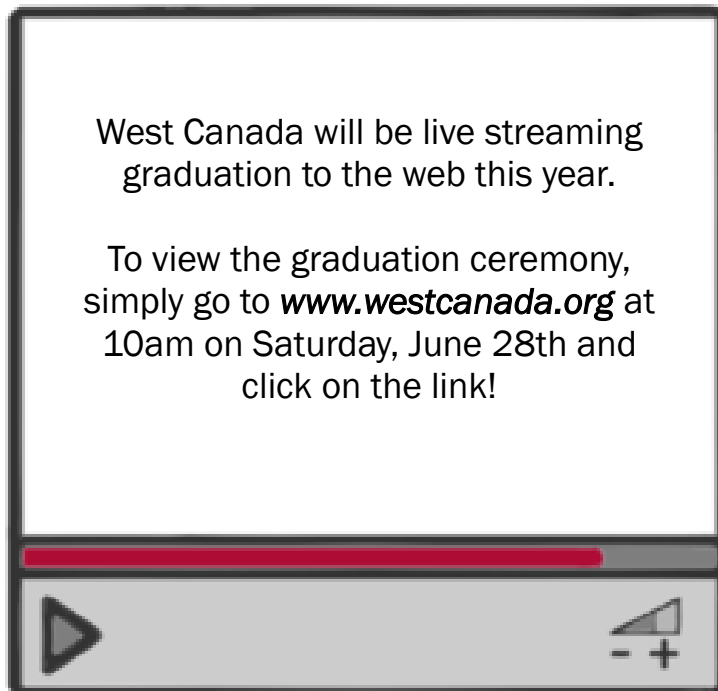 West Canada will be live streaming
graduation to the web this year.
To view the graduation ceremony,
simply go to www.westcanada.org at
10am on Saturday, June 28th and
click on the link!
- +